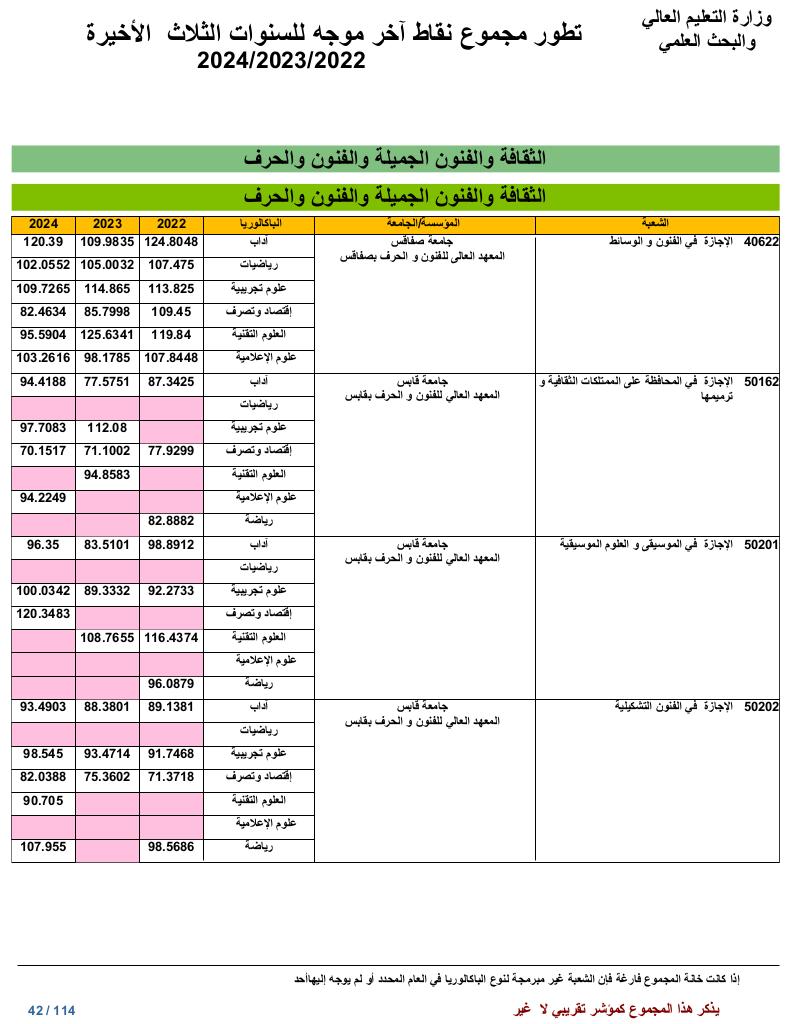 وزارة التعليم العالي
والبحث العلمي
تطور مجموع نقاط آخر موجه للسنوات الثلاث الأخيرة
2024/2023/2022
الثقافة والفنون الجميلة والفنون والحرف
الثقافة والفنون الجميلة والفنون والحرف
الشعبة المؤسسة/الجامعة الباكالوريا 2022 2023 2024
40622 الإجازة في الفنون و الوسائط جامعة صفاقس آداب 124.8048 109.9835 120.39
المعهد العالي للفنون و الحرف بصفاقس
رياضيات 107.475 105.0032 102.0552
علوم تجريبية 113.825 114.865 109.7265
إقتصاد وتصرف 109.45 85.7998 82.4634
العلوم التقنية 119.84 125.6341 95.5904
علوم الإعلامية 107.8448 98.1785 103.2616
50162 الإجازة في المحافظة على الممتلكات الثقافية و جامعة قابس آداب 87.3425 77.5751 94.4188
ترميمها المعهد العالي للفنون و الحرف بقابس
رياضيات
علوم تجريبية 112.08 97.7083
إقتصاد وتصرف 77.9299 71.1002 70.1517
العلوم التقنية 94.8583
علوم الإعلامية 94.2249
رياضة 82.8882
50201 الإجازة في الموسيقى و العلوم الموسيقية جامعة قابس آداب 98.8912 83.5101 96.35
المعهد العالي للفنون و الحرف بقابس
رياضيات
علوم تجريبية 92.2733 89.3332 100.0342
إقتصاد وتصرف 120.3483
العلوم التقنية 116.4374 108.7655
علوم الإعلامية
رياضة 96.0879
50202 الإجازة في الفنون التشكيلية جامعة قابس آداب 89.1381 88.3801 93.4903
المعهد العالي للفنون و الحرف بقابس
رياضيات
علوم تجريبية 91.7468 93.4714 98.545
إقتصاد وتصرف 71.3718 75.3602 82.0388
العلوم التقنية 90.705
علوم الإعلامية
رياضة 98.5686 107.955
إذا كانت خانة المجموع فارغة فإن الشعبة غير مبرمجة لنوع الباكالوريا في العام المحدد أو لم يوجه إليهاأحد
يذكر هذا المجموع كمؤشر تقريبي لا غير
42 / 114